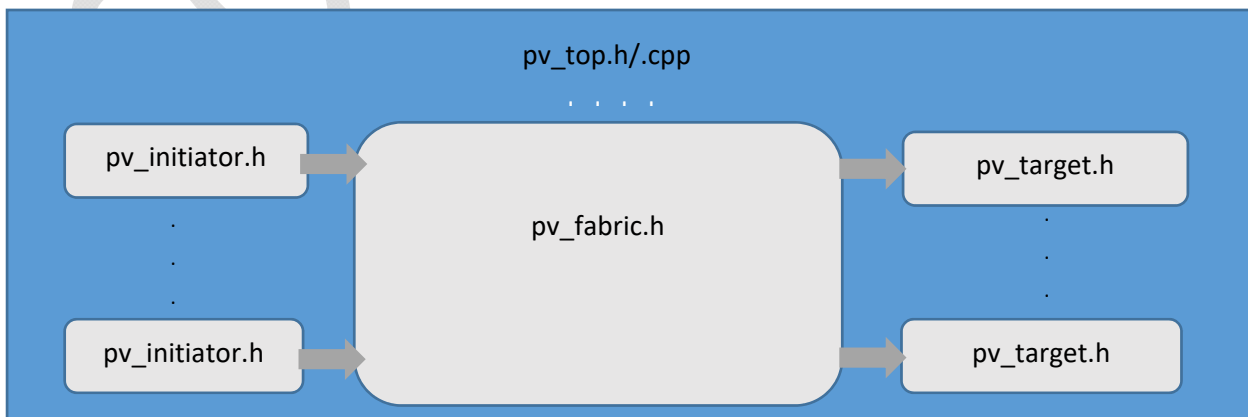 pv_top.h/.cpp
. . . .
pv_initiator.h
pv_target.h
pv_fabric.h
pv_initiator.h
pv_target.h